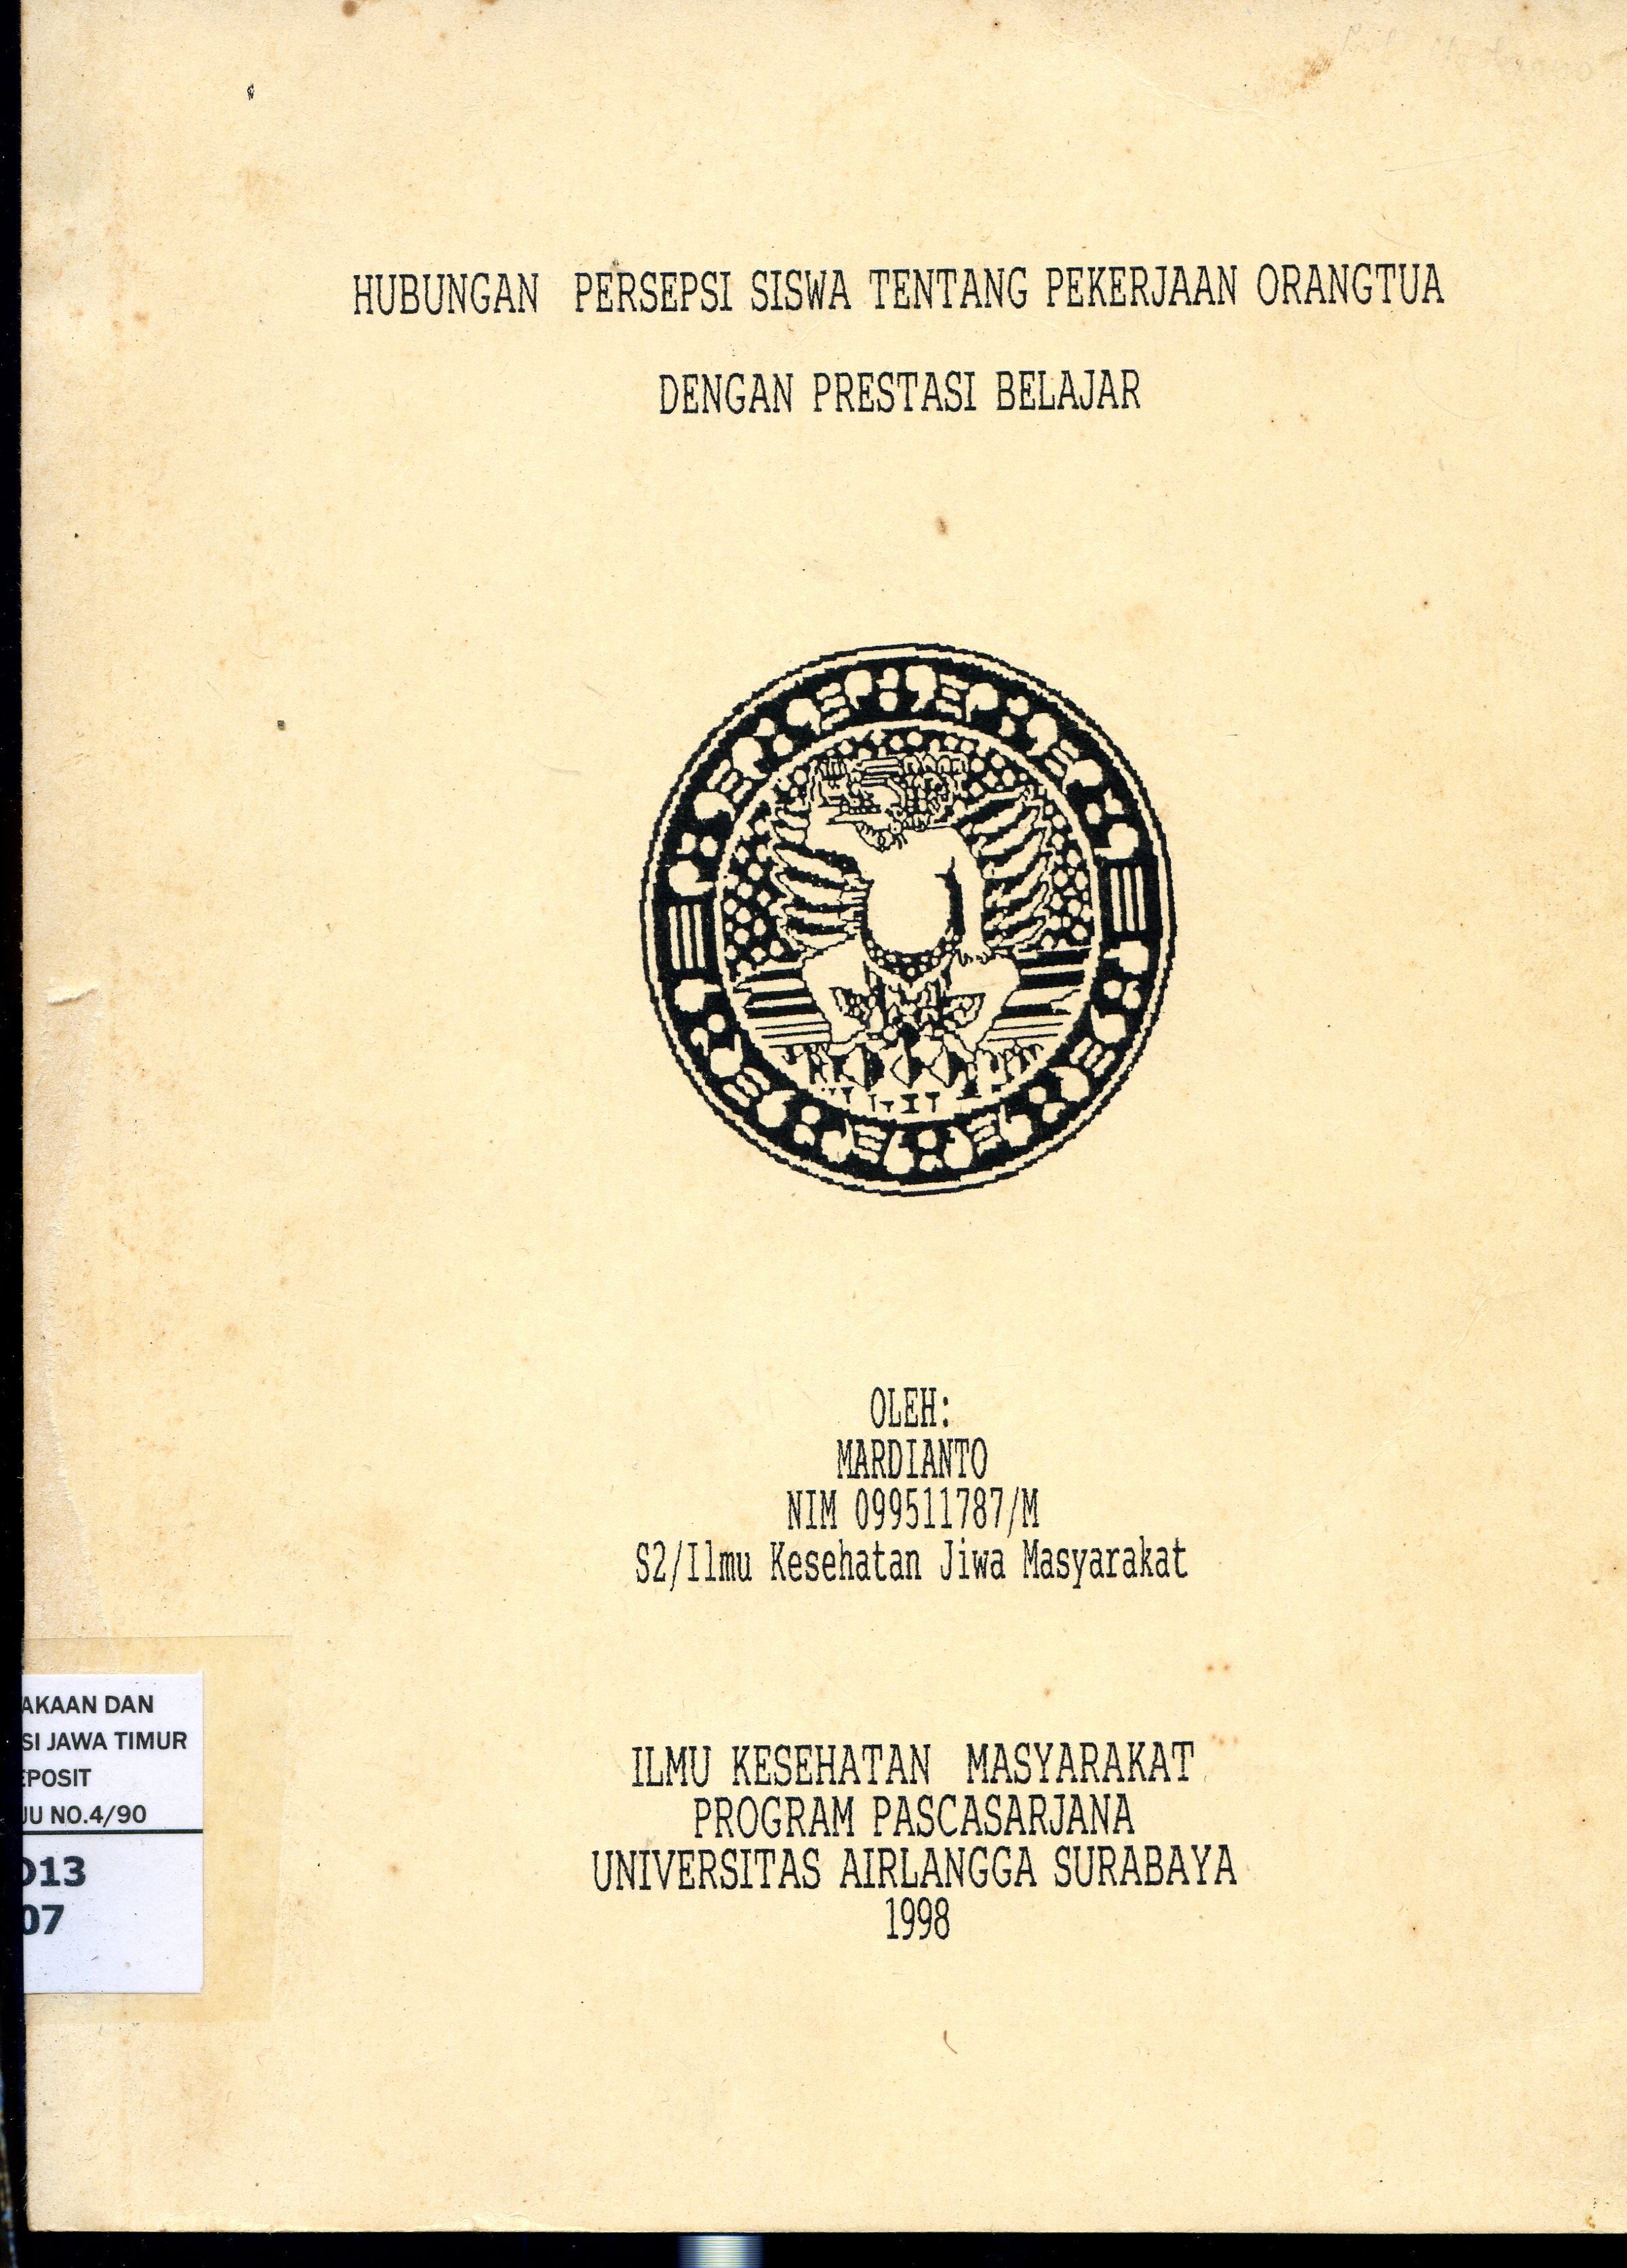 HUBUNGAN PERSEPSI SISWA TENTANG PEKERJAAN ORANGTUA
DENGAN PRESTASI BELAJAR
OLEH:
MARDIANTO
NIM 099511787/M
S2/Ilmu Kesehatan Jiwa Masyarakat
AKAAN DAN
SI JAWA TIMUR
EPOSIT
JU NO.4/90
013
07
ILMU KESEHATAN MASYARAKAT
PROGRAM PASCASARJANA
UNIVERSITAS AIRLANGGA SURABAYA
1998